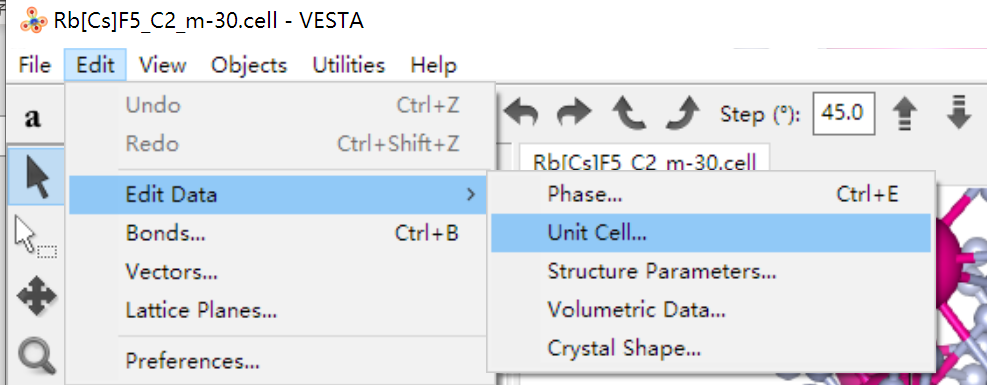 Rb[Cs]F5_C2_m-30.cell - VESTA
File Edit View Objects Utilities Help
a
Undo Ctrl+Z
Redo Ctrl+Shift+Z
Edit Data >
Bonds... Ctrl+B
Vectors...
Lattice Planes...
Preferences...
Step (°): 45.0
Rb[Cs]F5_C2_m-30.cell
Phase... Ctrl+E
Unit Cell...
Structure Parameters...
Volumetric Data...
Crystal Shape...